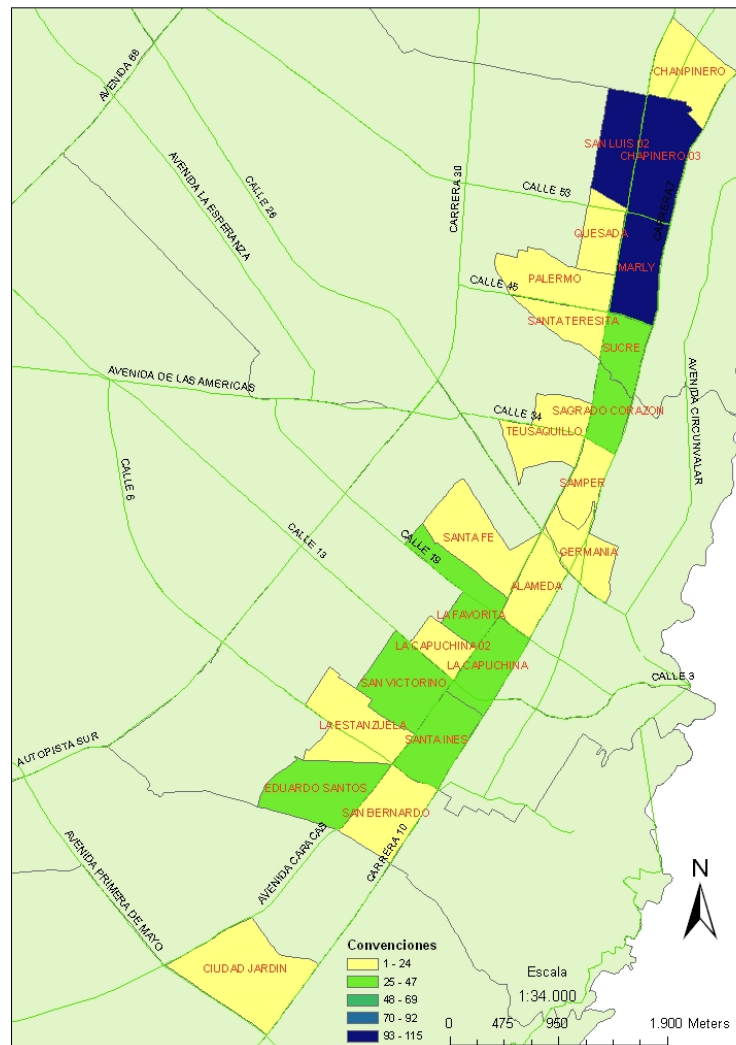 CHANPINERO
AVENIDA 68
SAN LUIS 02
CHAPINERO 03
AVENIDA LA ESPERANZA
CALLE 26
CARRERA 30
CALLE 53
CARRERA 7
QUESADA
MARLY
PALERMO
CALLE 45
SANTA TERESITA
SUCRE
AVENIDA DE LAS AMERICAS
AVENIDA CIRCUNVALAR
SAGRADO CORAZON
CALLE 34
TEUSAQUILLO
CALLE 6
SAMPER
CALLE 13
SANTA FE
CALLE 19
GERMANIA
ALAMEDA
LA FAVORITA
LA CAPUCHINA 02
LA CAPUCHINA
CALLE 3
SAN VICTORINO
LA ESTANZUELA
SANTA INES
AUTOPISTA SUR
EDUARDO SANTOS
SAN BERNARDO
AVENIDA CARACAS
CARRERA 10
AVENIDA PRIMERA DE MAYO
N
CIUDAD JARDIN
Convenciones
1 - 24
25 - 47
48 - 69
70 - 92
93 - 115
Escala
1:34.000
0 475 950 1.900 Meters